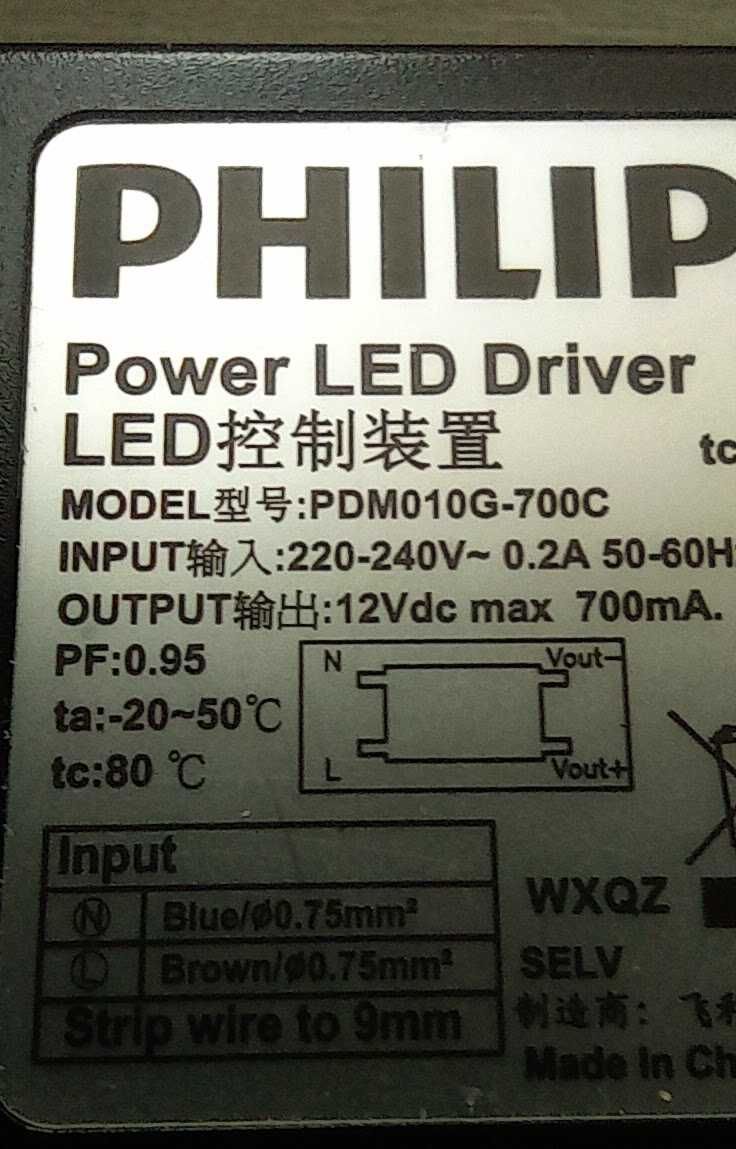 PHILIP
Power LED Driver
LED控制装置
tc
MODEL型号:PDM010G-700C
INPUT输入:220-240V~ 0.2A 50-60Hz
OUTPUT输出:12Vdc max 700mA.
PF:0.95
ta:-20~50℃
tc:80 ℃
N Vout-
L Vout+
Input
N Blue/Ø0.75mm²
L Brown/Ø0.75mm²
Strip wire to 9mm
WXQZ
SELV
制造商: 飞利
Made In Ch